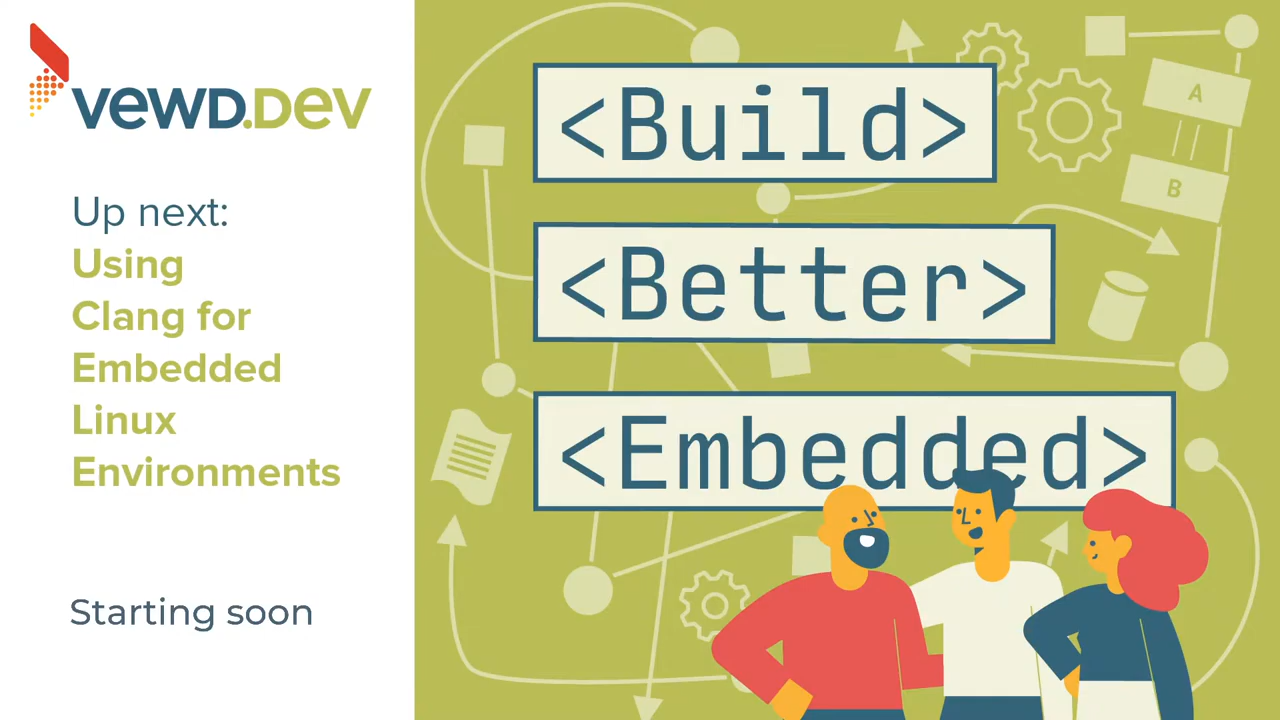 vewd.dev
Up next:
Using
Clang for
Embedded
Linux
Environments
Starting soon
<Build>
<Better>
<Embedded>
A
B